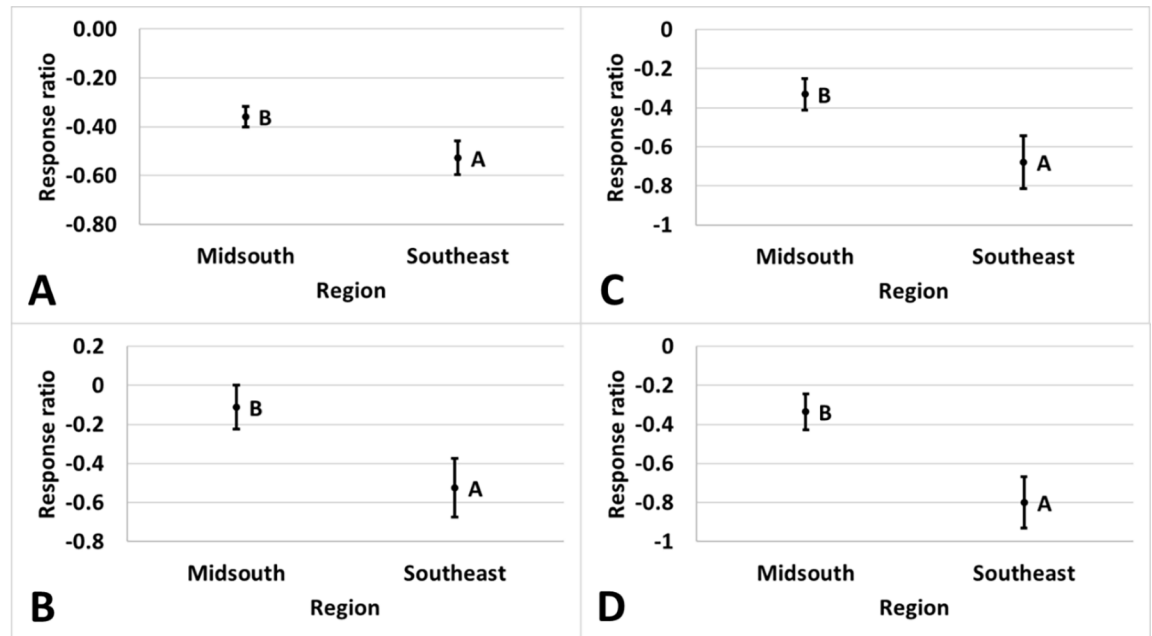 Response ratio
0.00
-0.20
-0.40
-0.60
-0.80
B
A
Midsouth Southeast
Region
A
Response ratio
0
-0.2
-0.4
-0.6
-0.8
-1
B
A
Midsouth Southeast
Region
C
Response ratio
0.2
0
-0.2
-0.4
-0.6
-0.8
B
A
Midsouth Southeast
Region
B
Response ratio
0
-0.2
-0.4
-0.6
-0.8
-1
B
A
Midsouth Southeast
Region
D